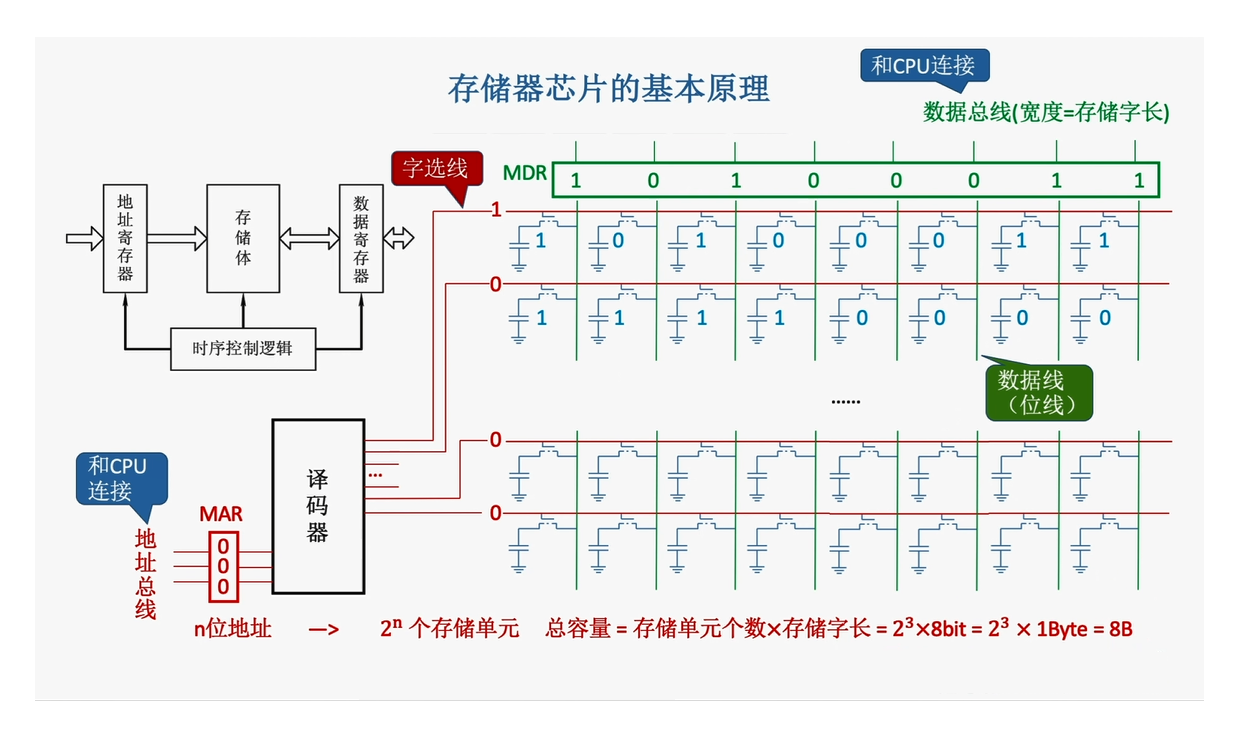 存储器芯片的基本原理
和CPU连接
数据总线(宽度=存储字长)
字选线
MDR 1 0 1 0 0 0 1 1
地址寄存器
存储体
数据寄存器
时序控制逻辑
1
1 0 1 0 0 0 1 1
0
1 1 1 1 0 0 0 0
数据线
（位线）
......
0
0
和CPU
连接
地址总线
MAR
0
0
0
译码器
...
n位地址 —> 2ⁿ 个存储单元 总容量 = 存储单元个数×存储字长 = 2³×8bit = 2³ × 1Byte = 8B